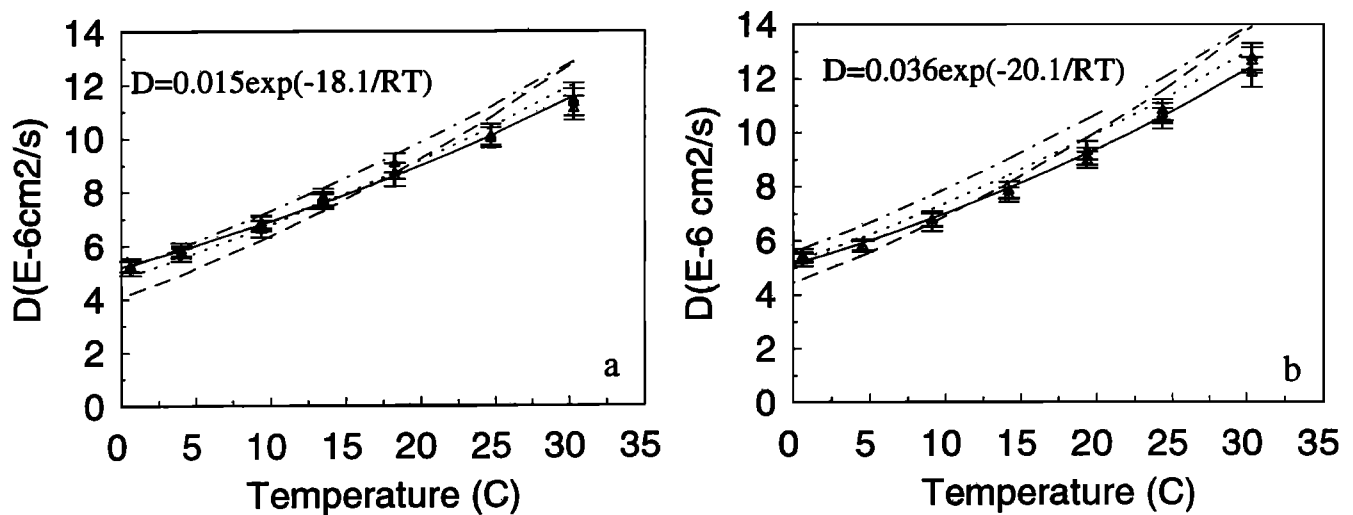 D=0.015exp(-18.1/RT)
D(E-6cm2/s)
14
12
10
8
6
4
2
0
0 5 10 15 20 25 30 35
Temperature (C)
a
D=0.036exp(-20.1/RT)
D(E-6 cm2/s)
14
12
10
8
6
4
2
0
0 5 10 15 20 25 30 35
Temperature (C)
b